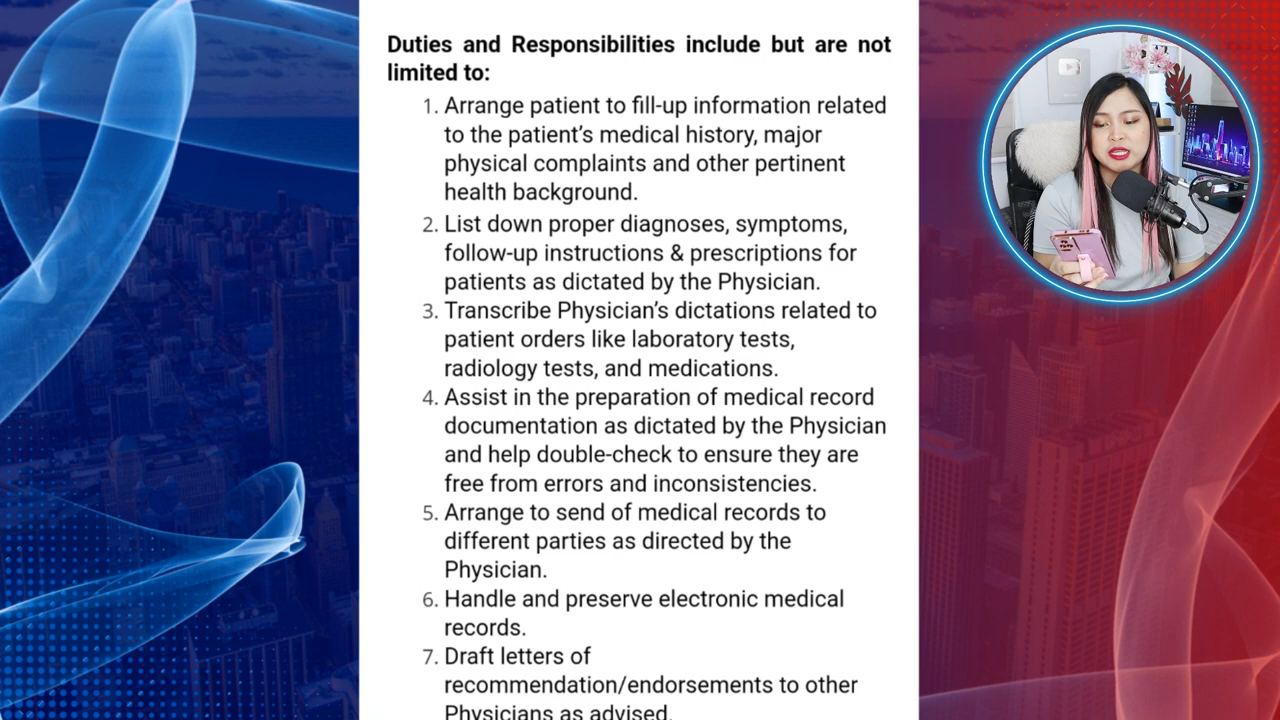 Duties and Responsibilities include but are not
limited to:
1. Arrange patient to fill-up information related
to the patient’s medical history, major
physical complaints and other pertinent
health background.
2. List down proper diagnoses, symptoms,
follow-up instructions & prescriptions for
patients as dictated by the Physician.
3. Transcribe Physician’s dictations related to
patient orders like laboratory tests,
radiology tests, and medications.
4. Assist in the preparation of medical record
documentation as dictated by the Physician
and help double-check to ensure they are
free from errors and inconsistencies.
5. Arrange to send of medical records to
different parties as directed by the
Physician.
6. Handle and preserve electronic medical
records.
7. Draft letters of
recommendation/endorsements to other
Physicians as advised.